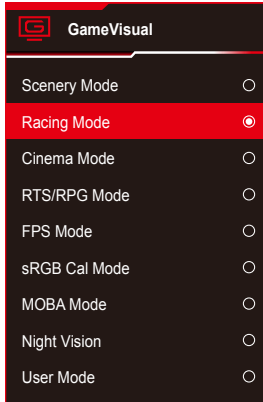 GameVisual
Scenery Mode
Racing Mode
Cinema Mode
RTS/RPG Mode
FPS Mode
sRGB Cal Mode
MOBA Mode
Night Vision
User Mode